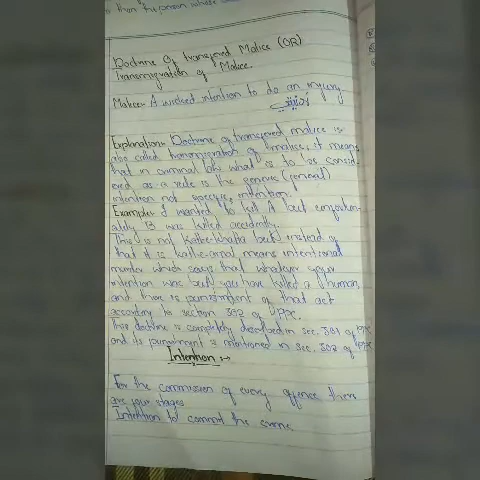 than the person whose
Doctrine Of transferred Malice (OR)
Transmigration of Malice.
Malice:- A wicked intention to do an injury
Explanation:- Doctrine of transferred malice is
also called transmigration of malice, it means
that in criminal law what is to be consid
ered as a rule is the generic (general)
intention not specific intention.
Example:- I wanted to kill A but
B was killed accidently.
This is not Katle-khata but instead of
that it is katle-amal means intentional
murder which says that whatever your
intention was but you have killed a human,
and there is punishment of that act
according to section 302 of PPC.
This doctrine is completely described in sec. 301 of PPC
and its punishment is mentioned in sec. 302 of PPC
Intention :-
For the commission of every offence there
are four stages
Intention to commit the crime